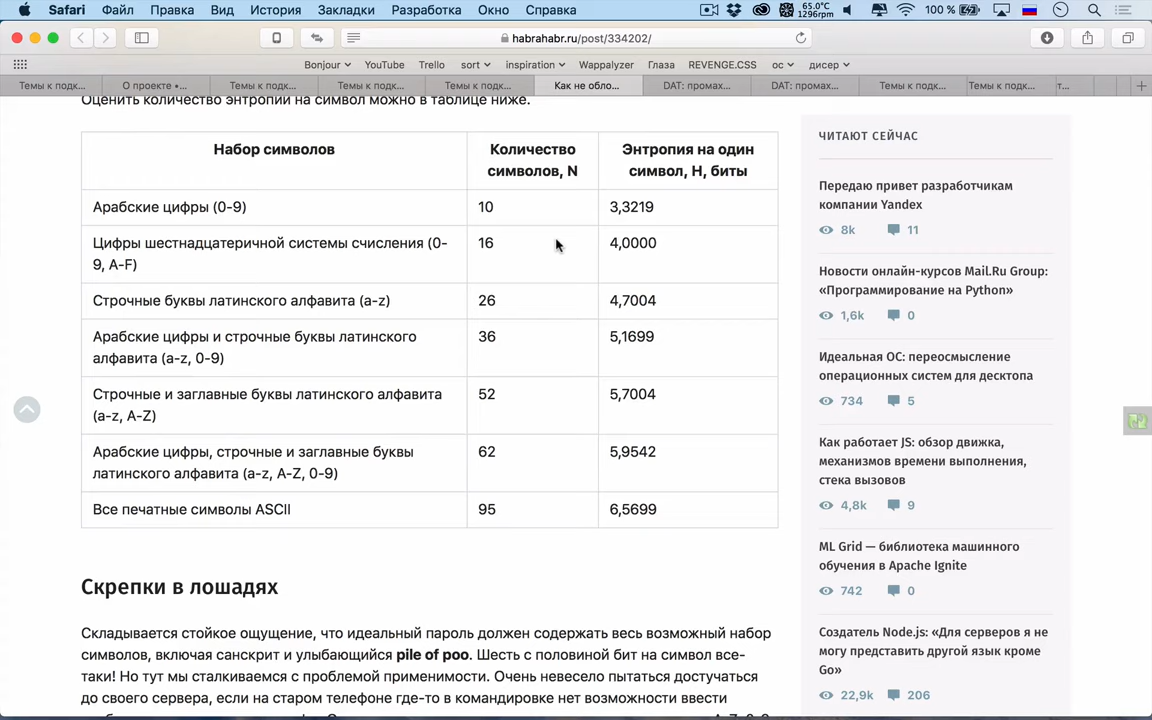 Safari Файл Правка Вид История Закладки Разработка Окно Справка 65.0°C 1296rpm 100 %
habrahabr.ru/post/334202/
Bonjour YouTube Trello sort inspiration Wappalyzer Глаза REVENGE.CSS ос дисер
Темы к подк... О проекте •... Темы к подк... Темы к подк... Темы к подк... Как не обло... DAT: промах... DAT: промах... Темы к подк... Темы к подк... т...
Оценить количество энтропии на символ можно в таблице ниже.
Набор символов
Количество
символов, N
Энтропия на один
символ, H, биты
Арабские цифры (0-9) 10 3,3219
Цифры шестнадцатеричной системы счисления (0-
9, A-F)
16 4,0000
Строчные буквы латинского алфавита (a-z) 26 4,7004
Арабские цифры и строчные буквы латинского
алфавита (a-z, 0-9)
36 5,1699
Строчные и заглавные буквы латинского алфавита
(a-z, A-Z)
52 5,7004
Арабские цифры, строчные и заглавные буквы
латинского алфавита (a-z, A-Z, 0-9)
62 5,9542
Все печатные символы ASCII 95 6,5699
Скрепки в лошадях
Складывается стойкое ощущение, что идеальный пароль должен содержать весь возможный набор
символов, включая санскрит и улыбающийся pile of poo. Шесть с половиной бит на символ все-
таки! Но тут мы сталкиваемся с проблемой применимости. Очень невесело пытаться достучаться
до своего сервера, если на старом телефоне где-то в командировке нет возможности ввести
ЧИТАЮТ СЕЙЧАС
Передаю привет разработчикам
компании Yandex
8k 11
Новости онлайн-курсов Mail.Ru Group:
«Программирование на Python»
1,6k 0
Идеальная ОС: переосмысление
операционных систем для десктопа
734 5
Как работает JS: обзор движка,
механизмов времени выполнения,
стека вызовов
4,8k 9
ML Grid — библиотека машинного
обучения в Apache Ignite
742 0
Создатель Node.js: «Для серверов я не
могу представить другой язык кроме
Go»
22,9k 206